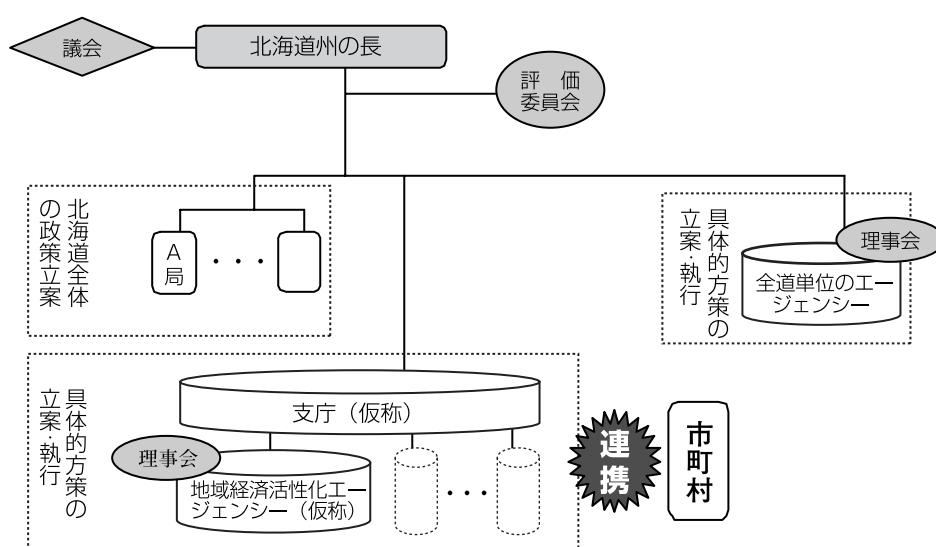 議会
北海道州の長
評　価
委員会
北海道全体
の政策立案
A
局
・・・
具体的方策の
立案・執行
理事会
全道単位のエー
ジェンシー
具体的方策の
立案・執行
支庁（仮称）
理事会
地域経済活性化エー
ジェンシー（仮称）
・・・
連
携
市
町
村